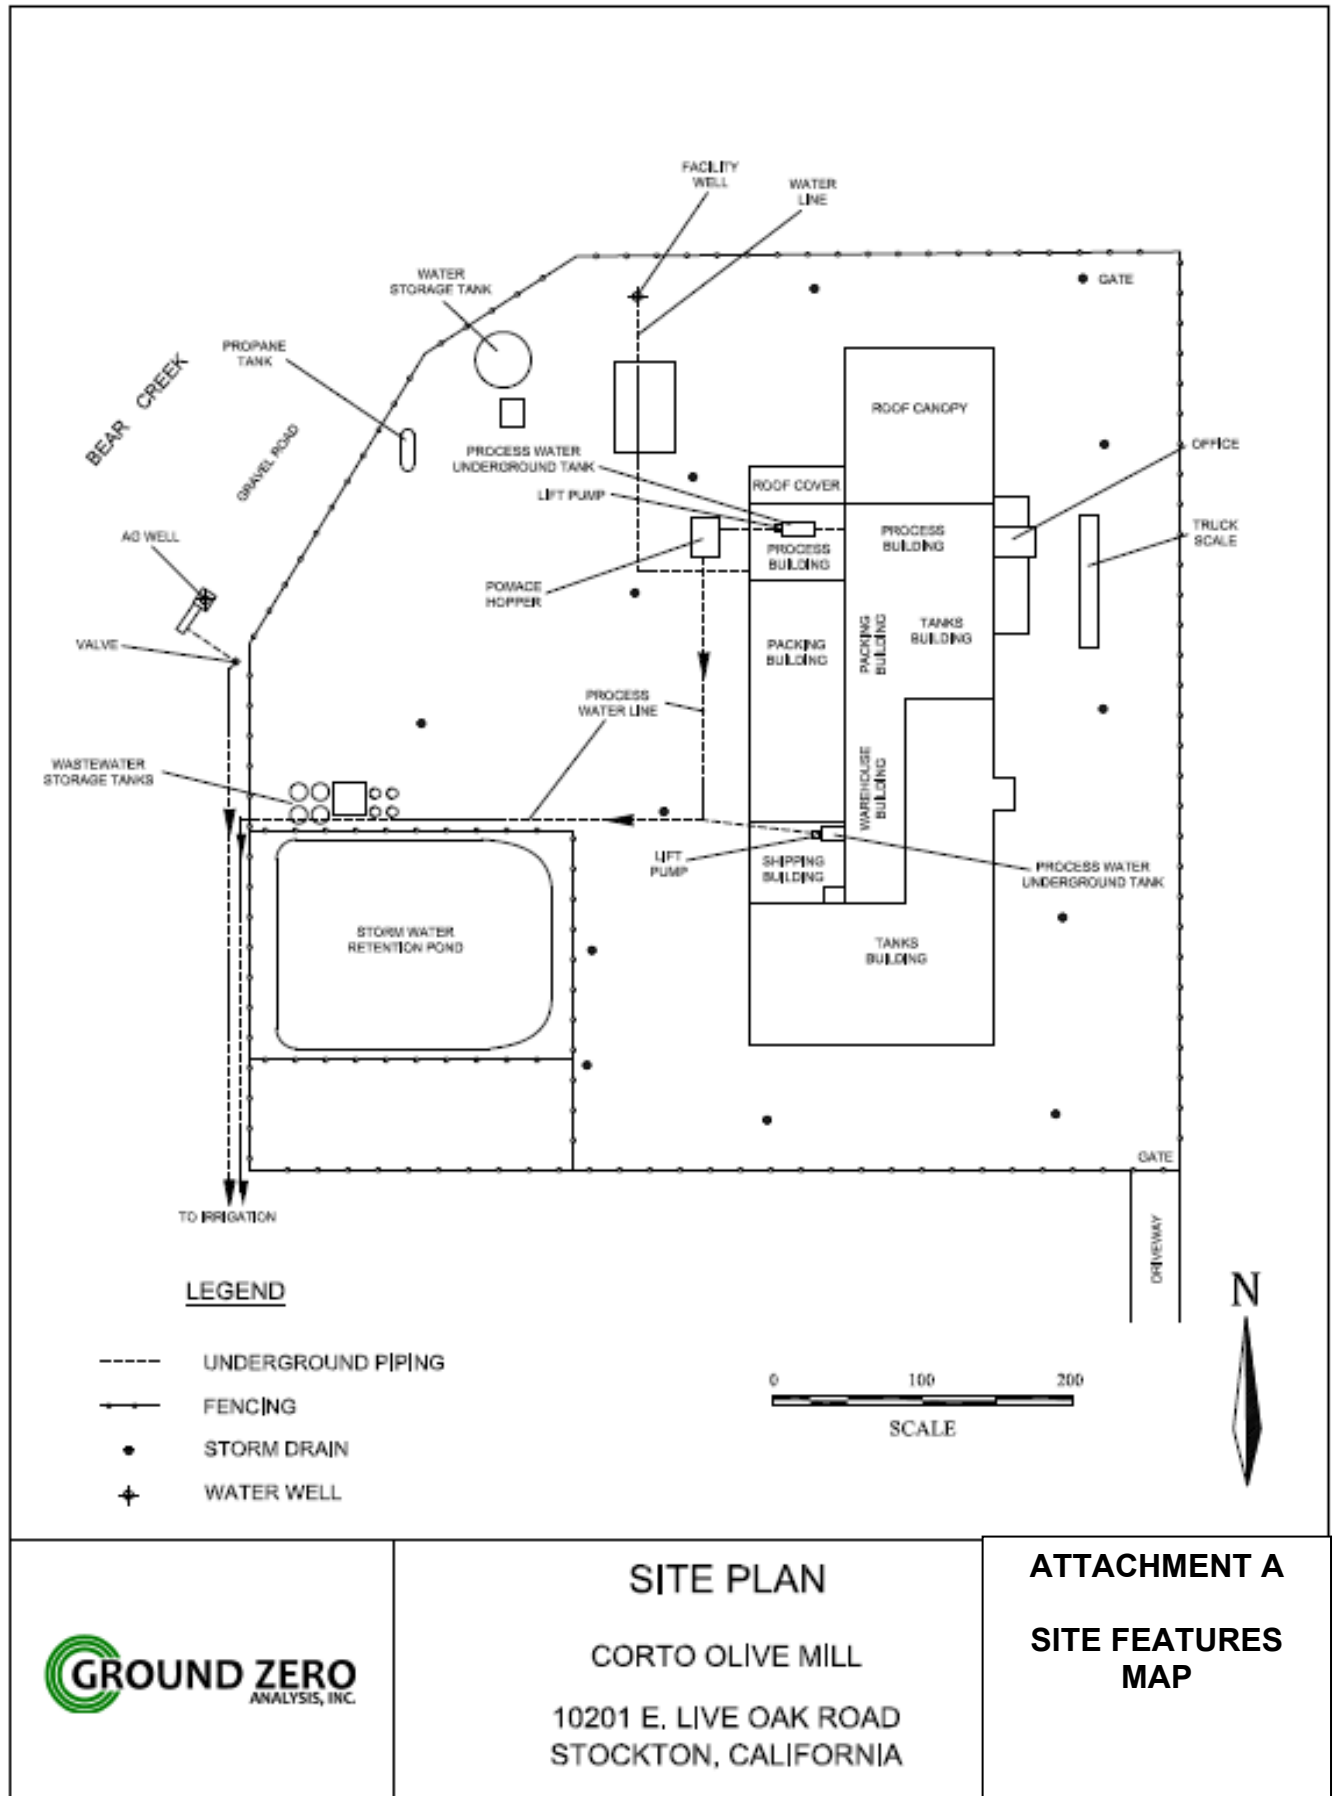 FACILITY
WELL
WATER
LINE
WATER
STORAGE TANK
GATE
PROPANE
TANK
BEAR CREEK
GRAVEL ROAD
ROOF CANOPY
PROCESS WATER
UNDERGROUND TANK
OFFICE
LIFT PUMP
ROOF COVER
AG WELL
PROCESS
BUILDING
PROCESS
BUILDING
TRUCK
SCALE
POMACE
HOPPER
VALVE
PACKING
BUILDING
PACKING
BUILDING
TANKS
BUILDING
PROCESS
WATER LINE
WASTEWATER
STORAGE TANKS
WAREHOUSE
BUILDING
LIFT
PUMP
SHIPPING
BUILDING
PROCESS WATER
UNDERGROUND TANK
STORM WATER
RETENTION POND
TANKS
BUILDING
GATE
TO IRRIGATION
DRIVEWAY
LEGEND
UNDERGROUND PIPING
FENCING
STORM DRAIN
WATER WELL
0 100 200
SCALE
N
GROUND ZERO
ANALYSIS, INC.
SITE PLAN
CORTO OLIVE MILL
10201 E. LIVE OAK ROAD
STOCKTON, CALIFORNIA
ATTACHMENT A
SITE FEATURES
MAP